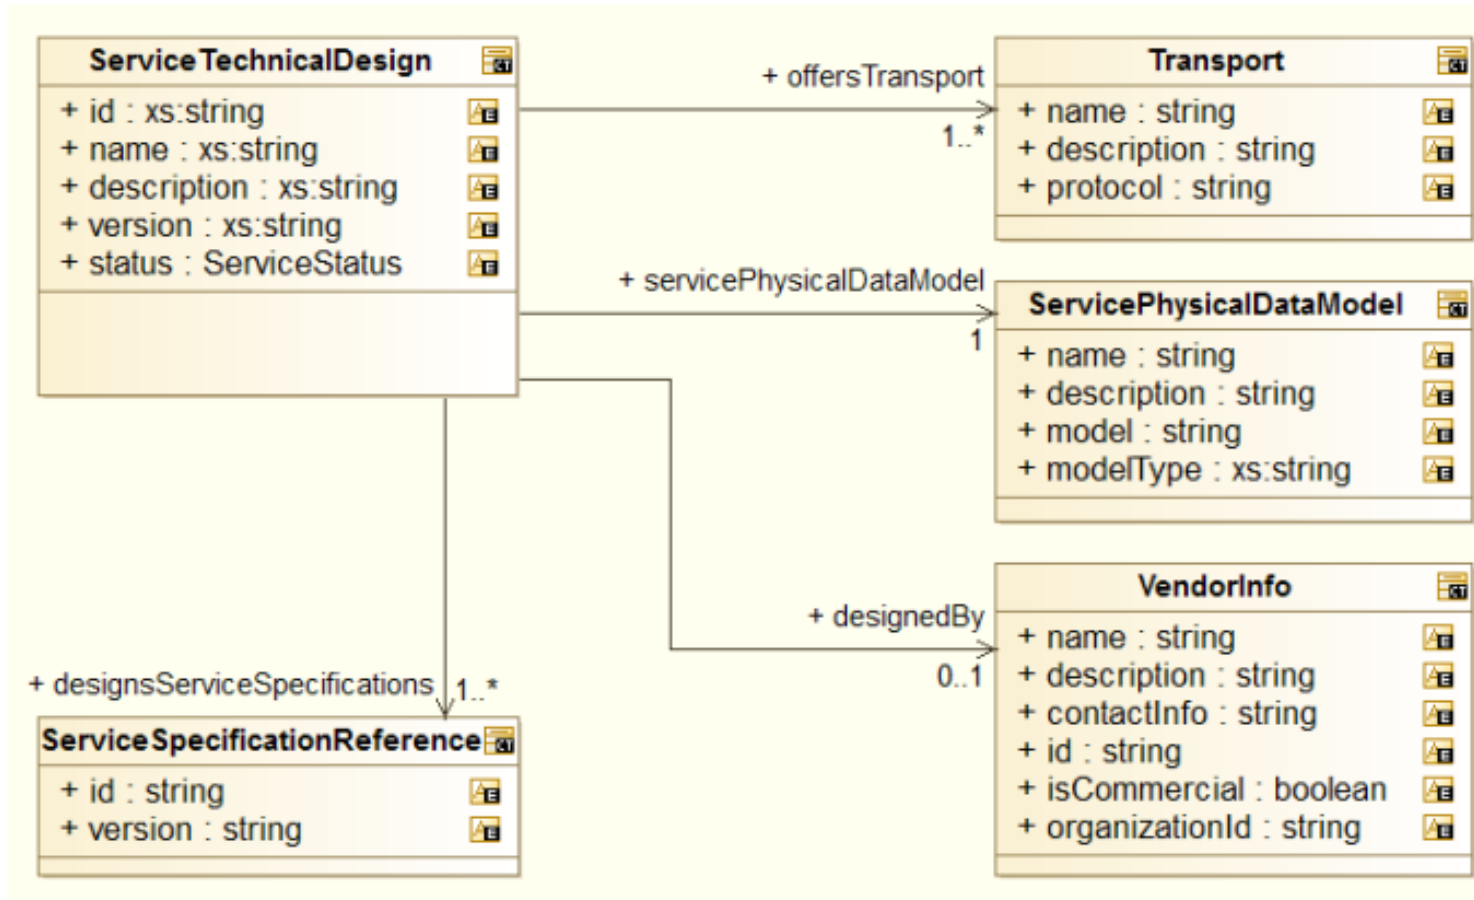 ServiceTechnicalDesign
+ id : xs:string
+ name : xs:string
+ description : xs:string
+ version : xs:string
+ status : ServiceStatus
+ offersTransport
1..*
Transport
+ name : string
+ description : string
+ protocol : string
+ servicePhysicalDataModel
1
ServicePhysicalDataModel
+ name : string
+ description : string
+ model : string
+ modelType : xs:string
+ designedBy
0..1
VendorInfo
+ name : string
+ description : string
+ contactInfo : string
+ id : string
+ isCommercial : boolean
+ organizationId : string
+ designsServiceSpecifications
1..*
ServiceSpecificationReference
+ id : string
+ version : string